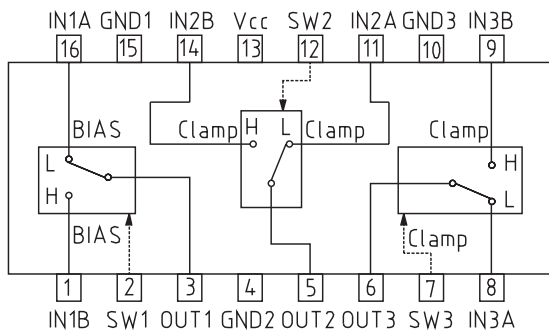 IN1A GND1 IN2B Vcc SW2 IN2A GND3 IN3B
16 15 14 13 12 11 10 9
BIAS Clamp H L Clamp Clamp
L H
H L
BIAS Clamp
1 2 3 4 5 6 7 8
IN1B SW1 OUT1 GND2 OUT2 OUT3 SW3 IN3A